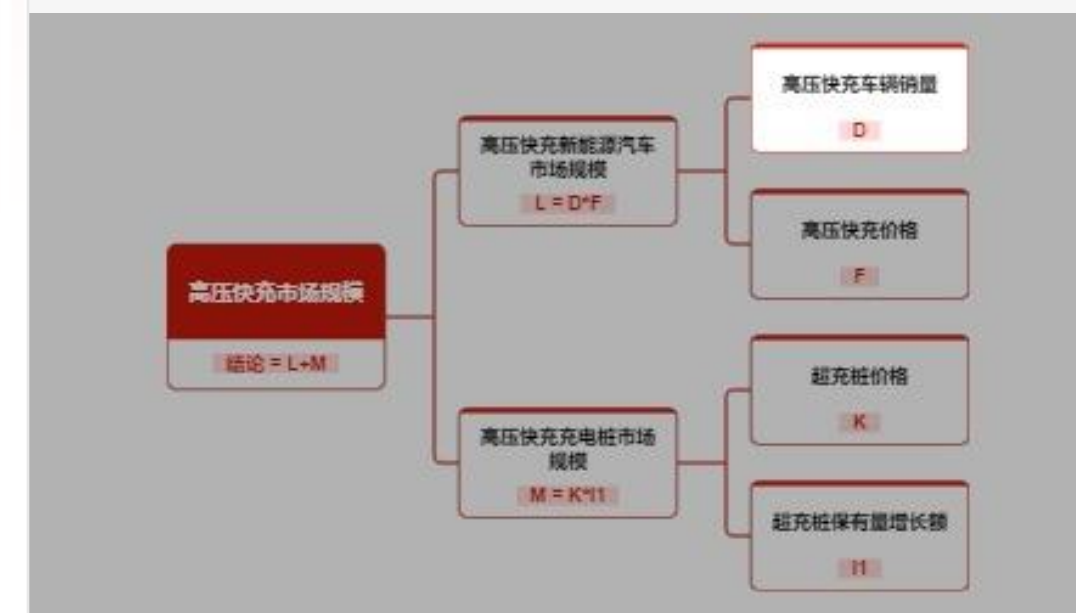 高压快充车辆销量
D
高压快充新能源汽车
市场规模
L = D*F
高压快充价格
F
高压快充市场规模
结论 = L+M
超充桩价格
K
高压快充充电桩市场
规模
M = K*I1
超充桩保有量增长额
I1